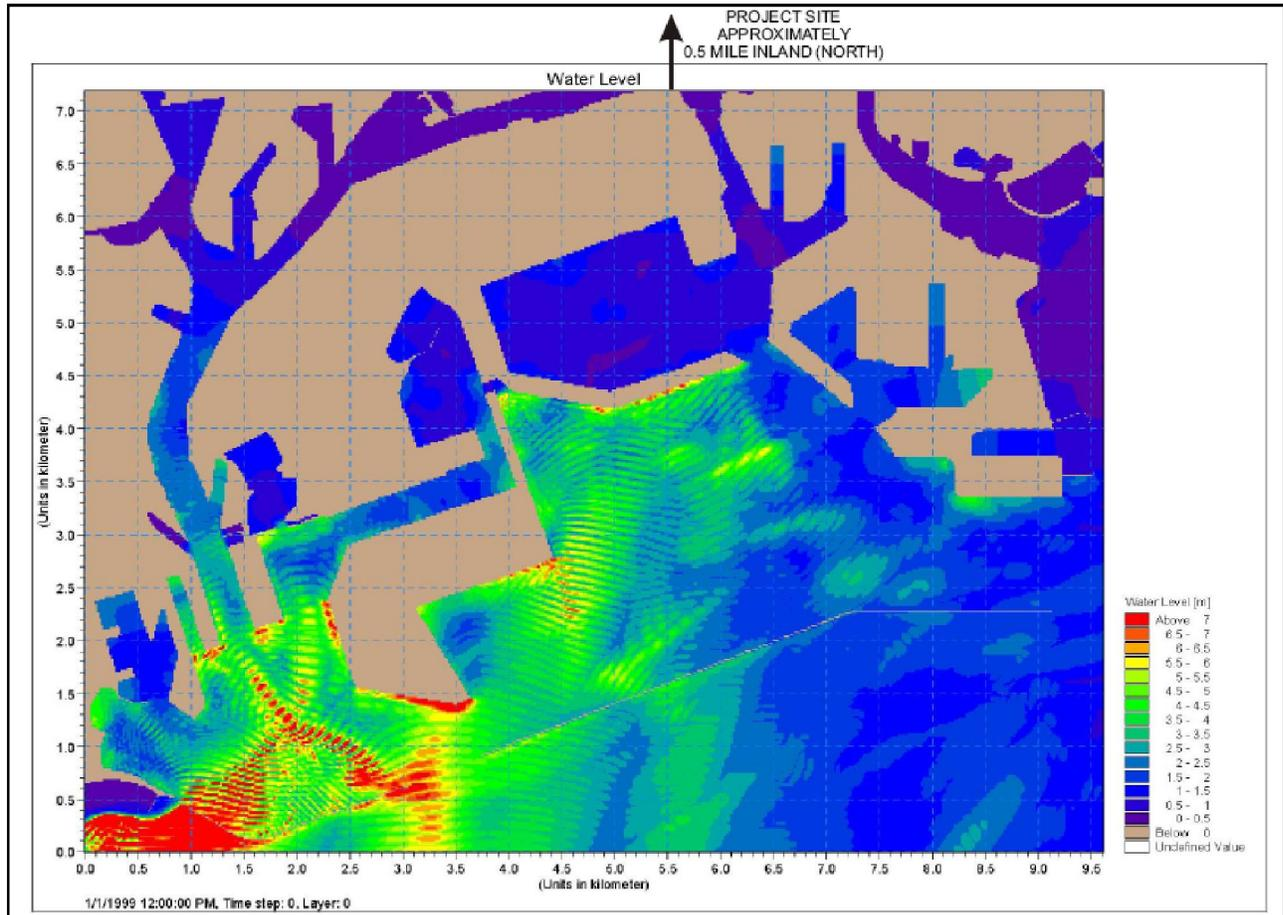 PROJECT SITE
APPROXIMATELY
0.5 MILE INLAND (NORTH)
Water Level
7.0
6.5
6.0
5.5
5.0
4.5
4.0
3.5
3.0
2.5
2.0
1.5
1.0
0.5
0.0
(Units in kilometer)
0.0 0.5 1.0 1.5 2.0 2.5 3.0 3.5 4.0 4.5 5.0 5.5 6.0 6.5 7.0 7.5 8.0 8.5 9.0 9.5
(Units in kilometer)
1/1/1999 12:00:00 PM, Time step: 0, Layer: 0
Water Level [m]
Above 7
6.5 - 7
6 - 6.5
5.5 - 6
5 - 5.5
4.5 - 5
4 - 4.5
3.5 - 4
3 - 3.5
2.5 - 3
2 - 2.5
1.5 - 2
1 - 1.5
0.5 - 1
0 - 0.5
Below 0
Undefined Value